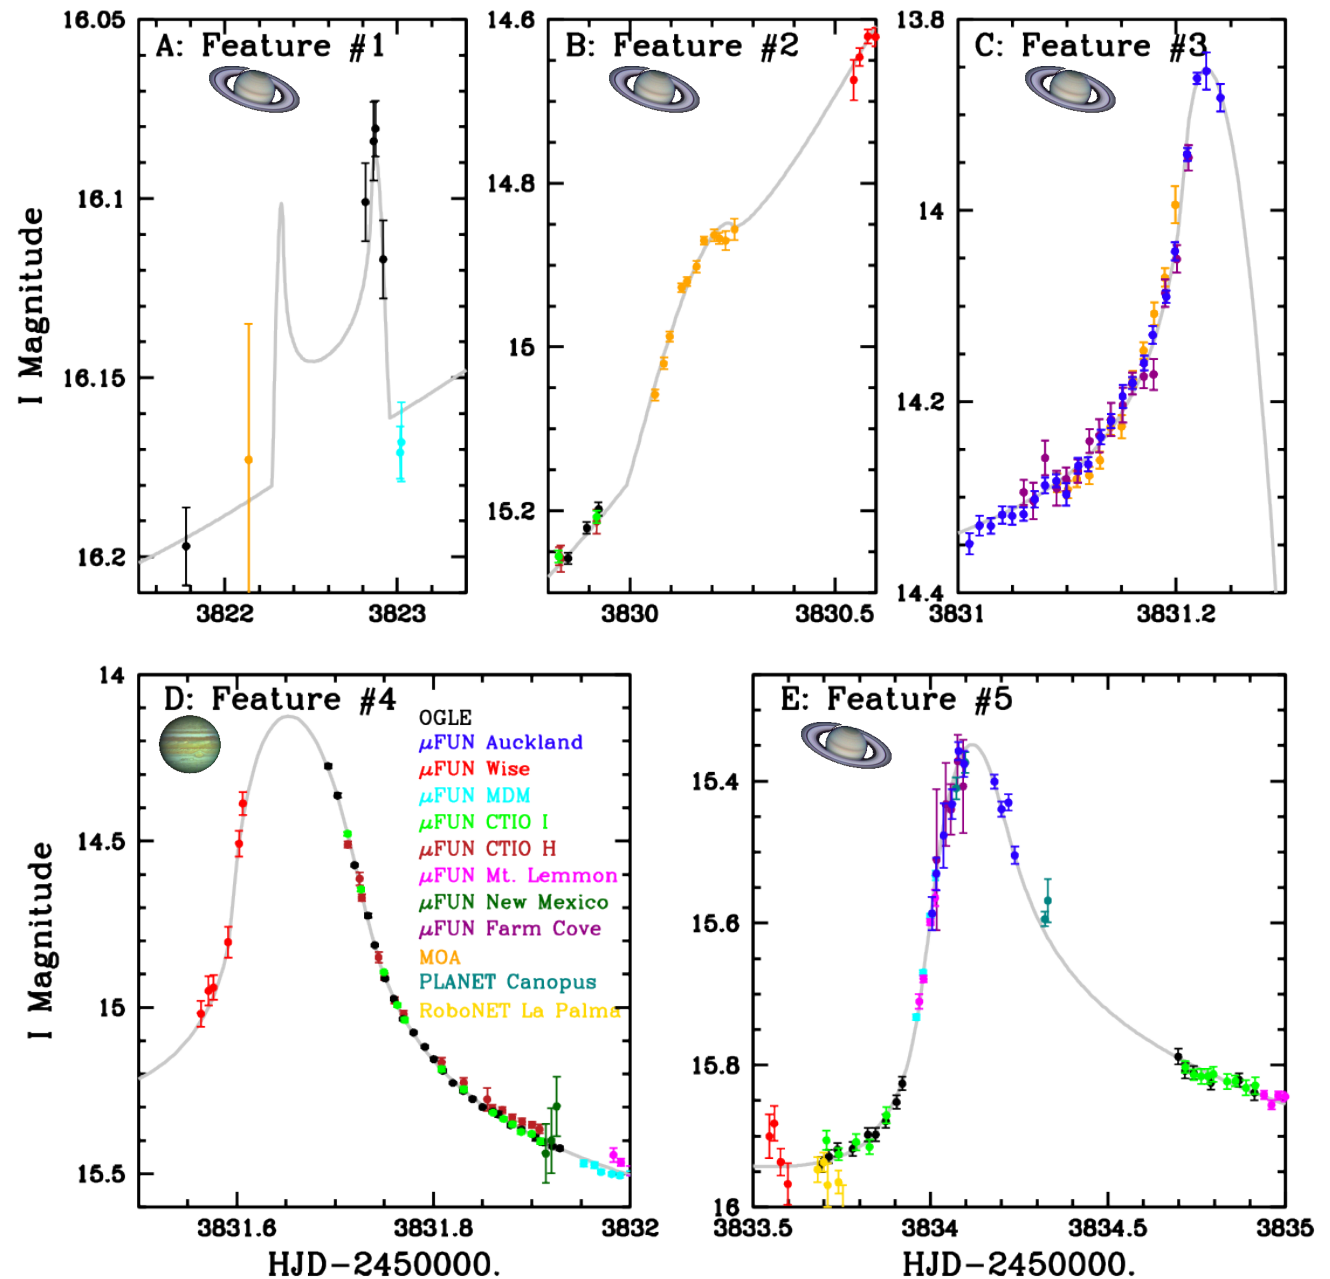 A: Feature #1
B: Feature #2
C: Feature #3
16.05
16.1
16.15
16.2
3822
3823
14.6
14.8
15
15.2
3830
3830.5
13.8
14
14.2
14.4
3831
3831.2
I Magnitude
D: Feature #4
OGLE
μFUN Auckland
μFUN Wise
μFUN MDM
μFUN CTIO I
μFUN CTIO H
μFUN Mt. Lemmon
μFUN New Mexico
μFUN Farm Cove
MOA
PLANET Canopus
RoboNET La Palma
14
14.5
15
15.5
3831.6
3831.8
3832
I Magnitude
HJD-2450000.
E: Feature #5
15.4
15.6
15.8
16
3833.5
3834
3834.5
3835
HJD-2450000.